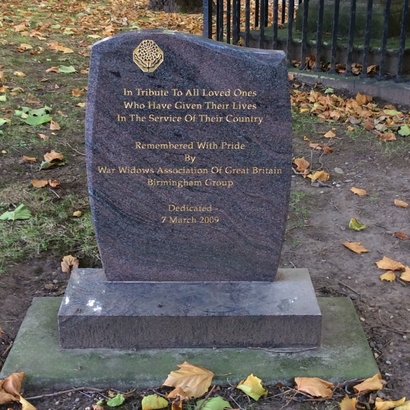 In Tribute To All Loved Ones
Who Have Given Their Lives
In The Service Of Their Country
Remembered With Pride
By
War Widows Association Of Great Britain
Birmingham Group
Dedicated
7 March 2009